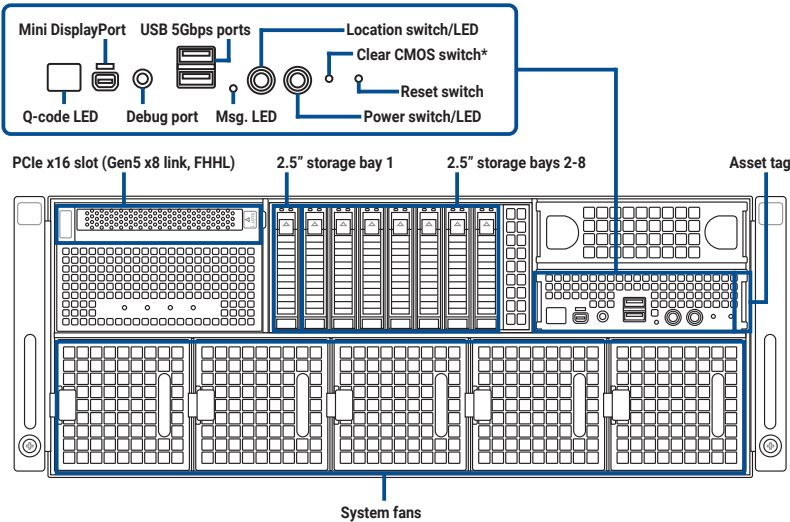 Mini DisplayPort
USB 5Gbps ports
Location switch/LED
Clear CMOS switch*
Reset switch
Q-code LED
Debug port
Msg. LED
Power switch/LED
PCIe x16 slot (Gen5 x8 link, FHHL)
2.5” storage bay 1
2.5” storage bays 2-8
Asset tag
System fans